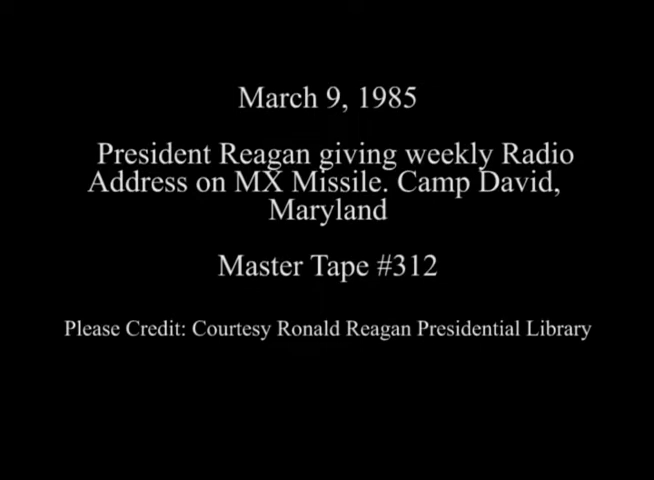 March 9, 1985
President Reagan giving weekly Radio
Address on MX Missile. Camp David,
Maryland
Master Tape #312
Please Credit: Courtesy Ronald Reagan Presidential Library